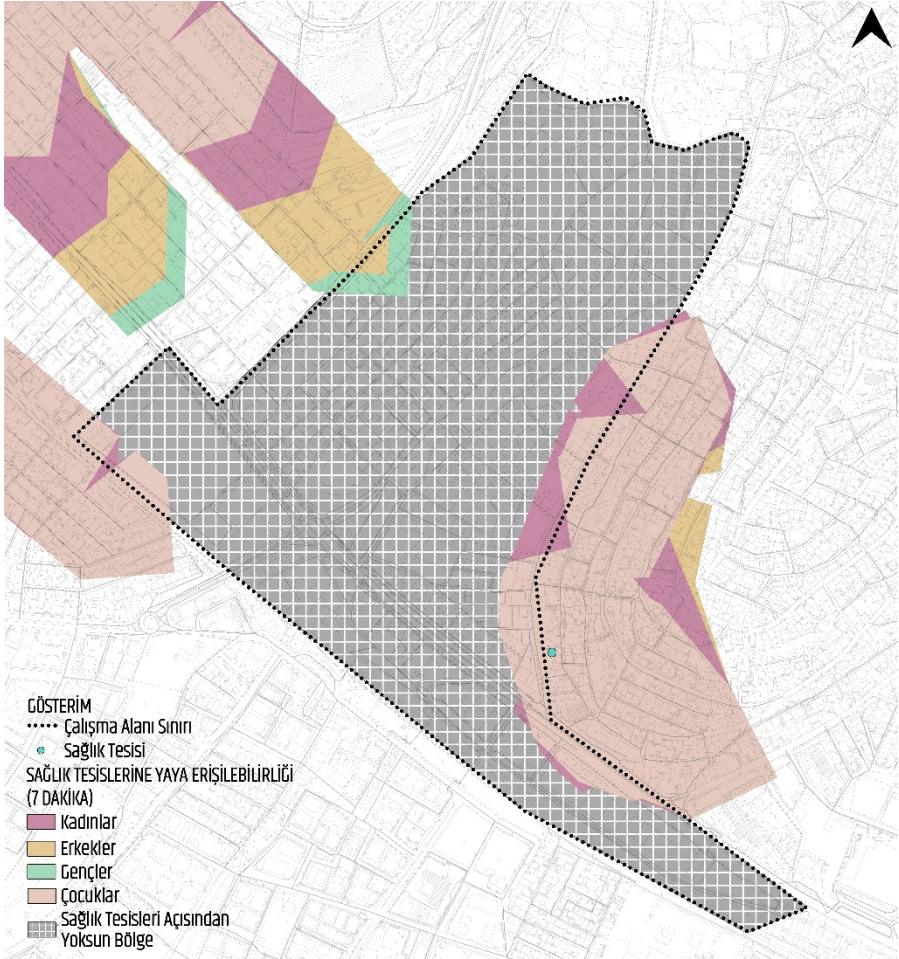 GÖSTERİM
Çalışma Alanı Sınırı
Sağlık Tesisi
SAĞLIK TESİSLERİNE YAYA ERİŞİLEBİLİRLİĞİ
(7 DAKİKA)
Kadınlar
Erkekler
Gençler
Çocuklar
Sağlık Tesisleri Açısından
Yoksun Bölge